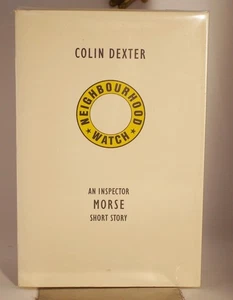 COLIN DEXTER
NEIGHBOURHOOD
WATCH
AN INSPECTOR
MORSE
SHORT STORY